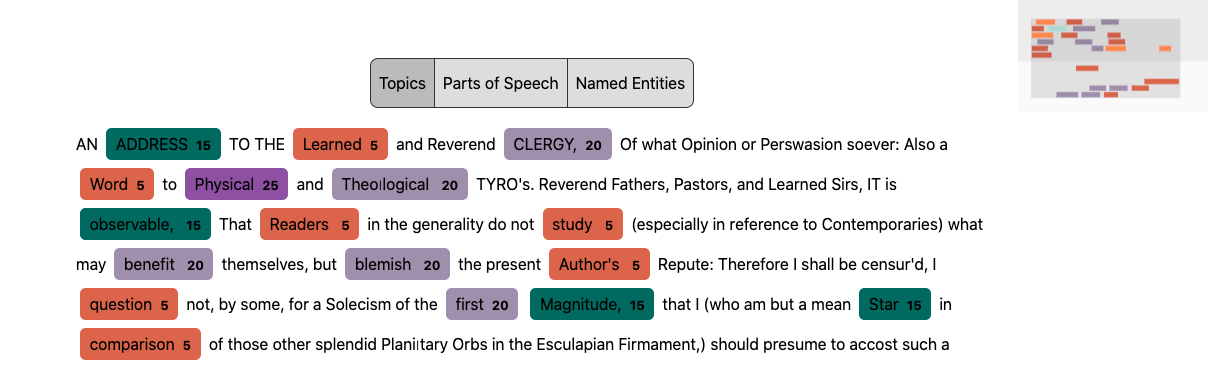 Topics Parts of Speech Named Entities
AN ADDRESS 15 TO THE Learned 5 and Reverend CLERGY, 20 Of what Opinion or Perswasion soever: Also a
Word 5 to Physical 25 and Theological 20 TYRO's. Reverend Fathers, Pastors, and Learned Sirs, IT is
observable, 15 That Readers 5 in the generality do not study 5 (especially in reference to Contemporaries) what
may benefit 20 themselves, but blemish 20 the present Author's 5 Repute: Therefore I shall be censur'd, I
question 5 not, by some, for a Solecism of the first 20 Magnitude, 15 that I (who am but a mean Star 15 in
comparison 5 of those other splendid Planitary Orbs in the Esculapian Firmament,) should presume to accost such a